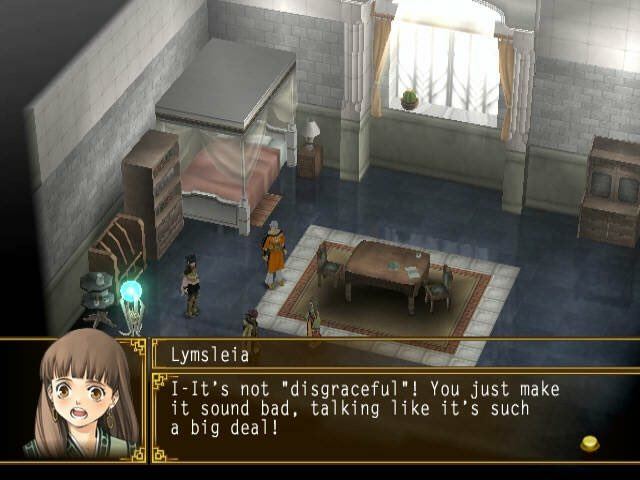 Lymsleia
I-It's not "disgraceful"! You just make
it sound bad, talking like it's such
a big deal!